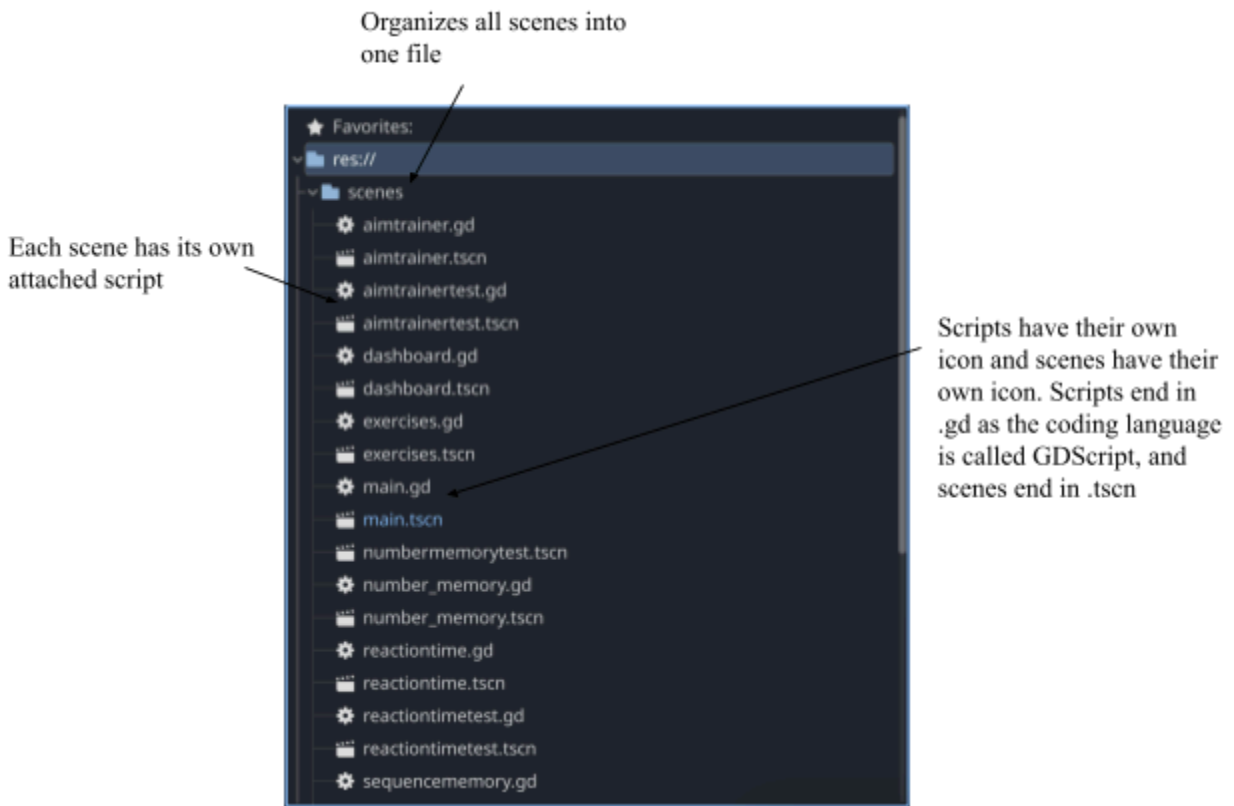 Organizes all scenes into
one file
Favorites:
res://
scenes
aimtrainer.gd
aimtrainer.tscn
aimtrainertest.gd
aimtrainertest.tscn
dashboard.gd
dashboard.tscn
exercises.gd
exercises.tscn
main.gd
main.tscn
numbermemorytest.tscn
number_memory.gd
number_memory.tscn
reactiontime.gd
reactiontime.tscn
reactiontimetest.gd
reactiontimetest.tscn
sequencememory.gd
Each scene has its own
attached script
Scripts have their own
icon and scenes have their
own icon. Scripts end in
.gd as the coding language
is called GDScript, and
scenes end in .tscn